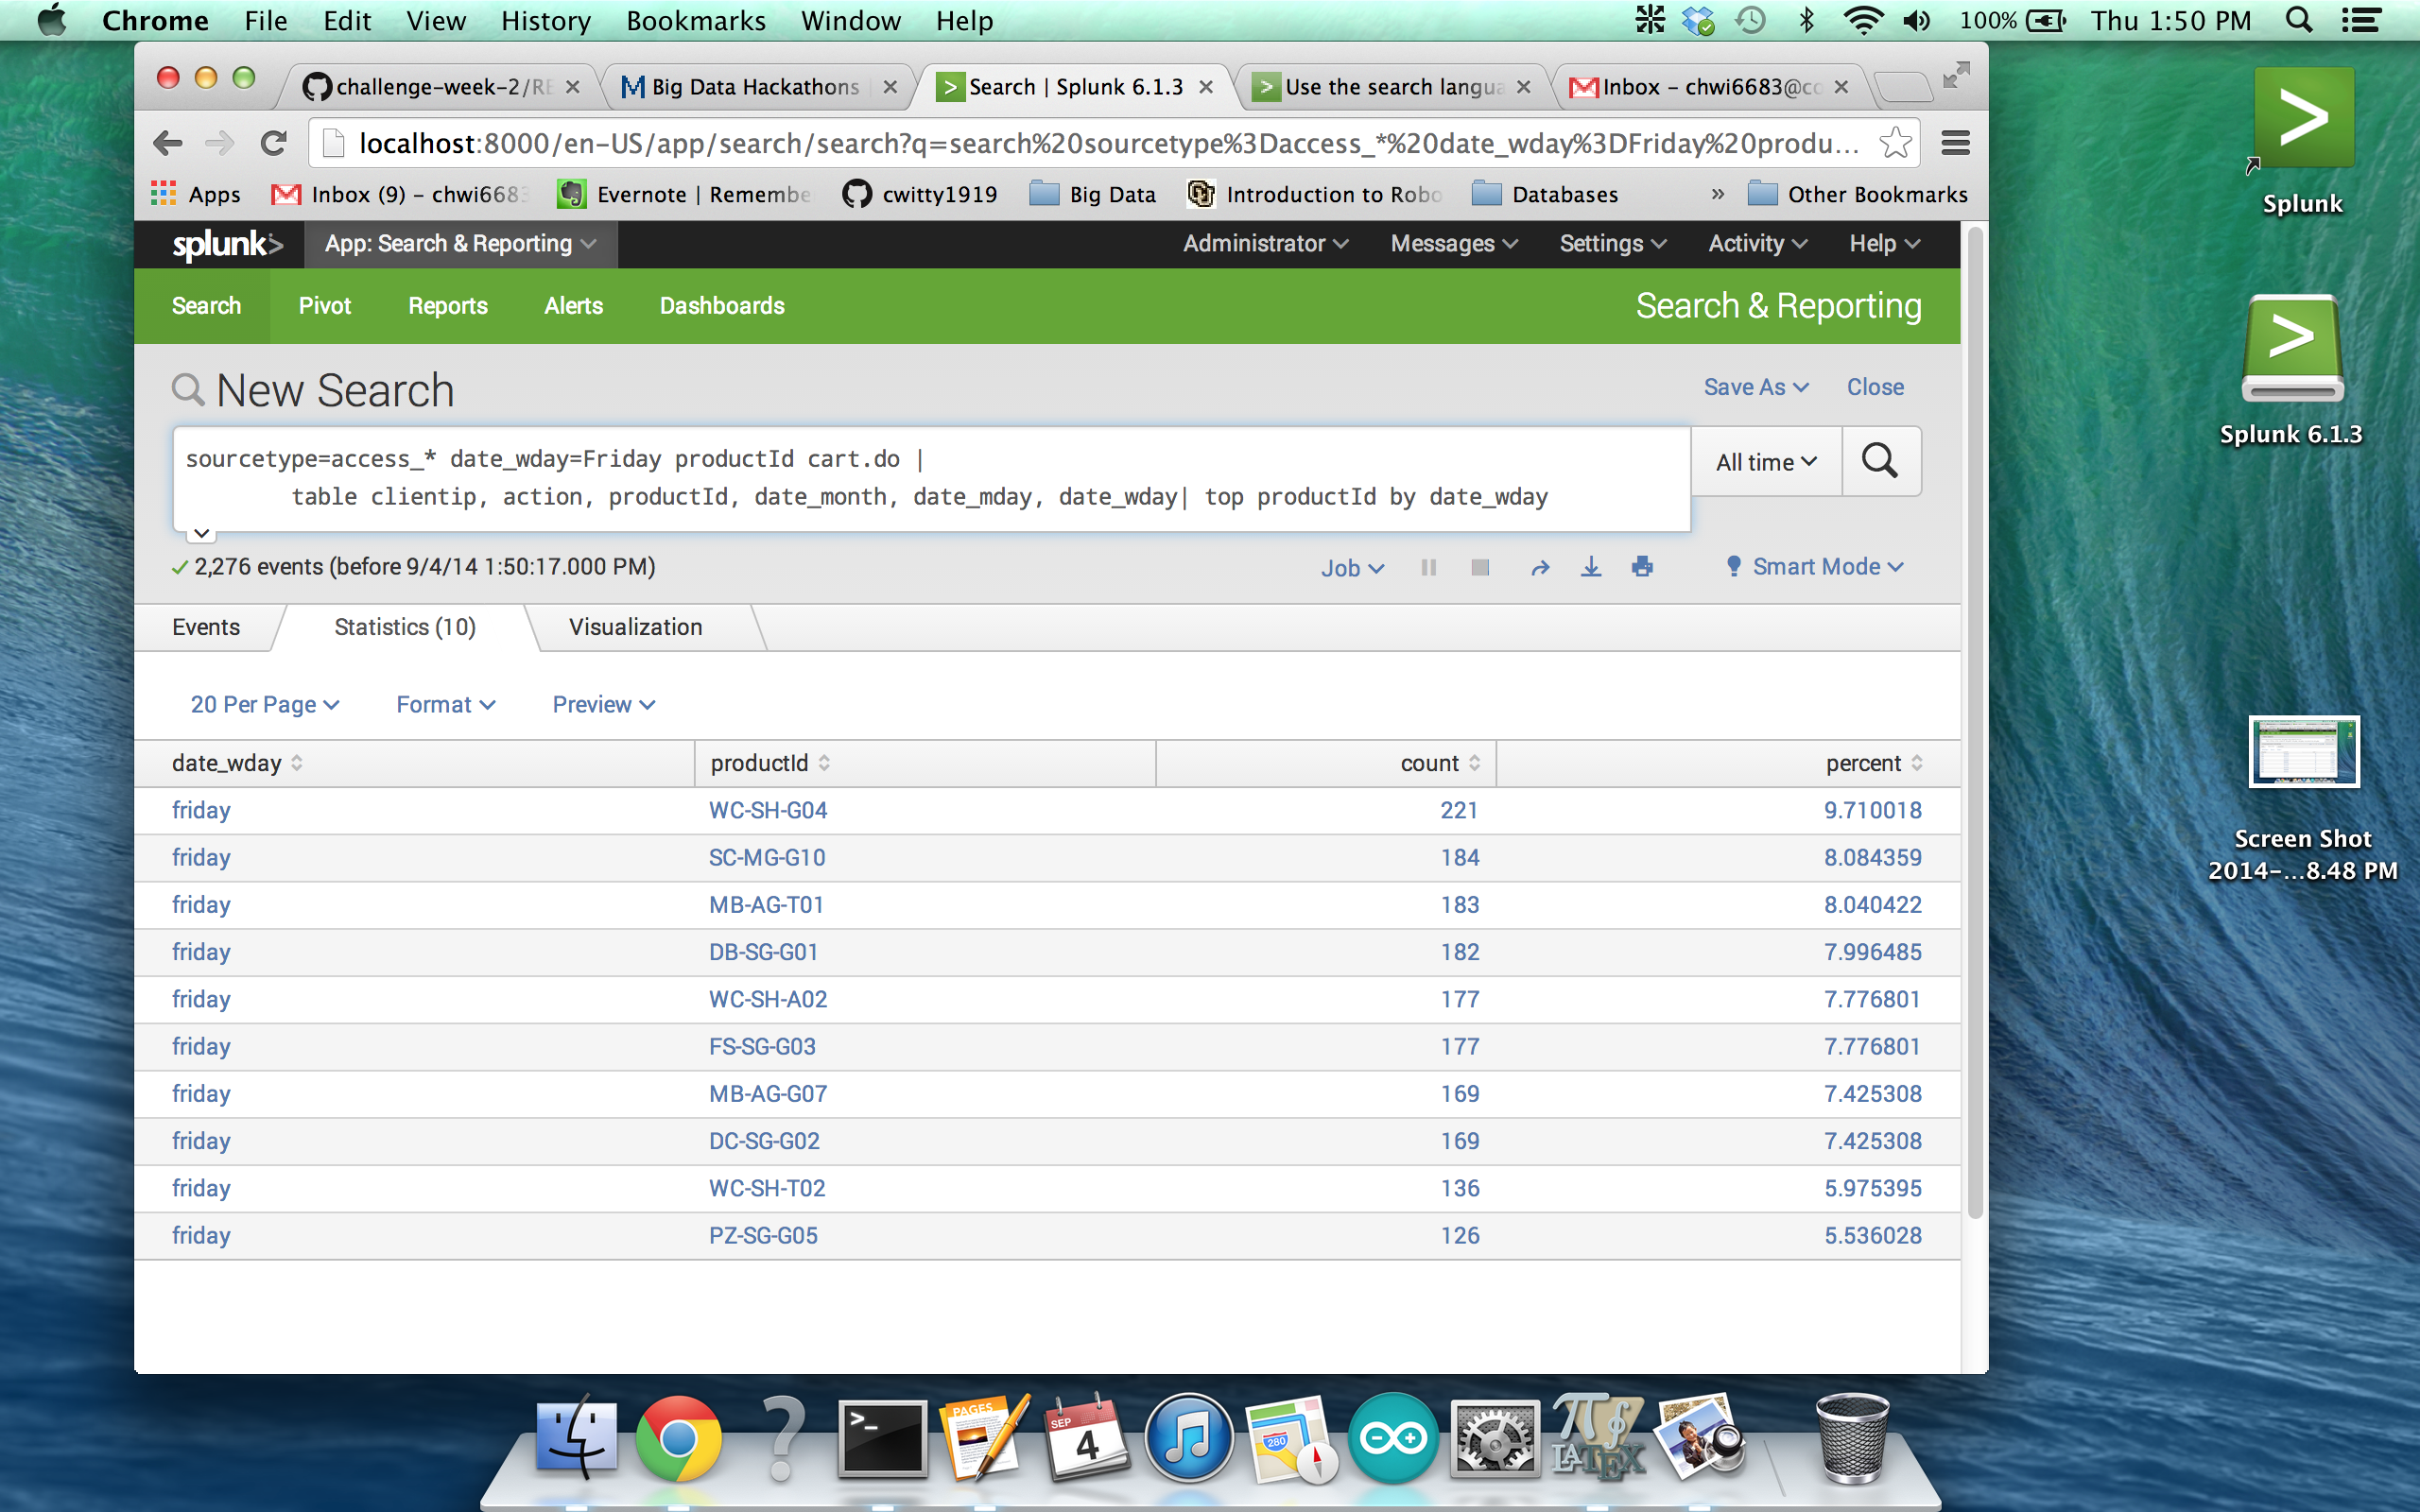 Chrome File Edit View History Bookmarks Window Help 100% Thu 1:50 PM
challenge-week-2/RE Big Data Hackathons Search | Splunk 6.1.3 Use the search langua Inbox – chwi6683@co
localhost:8000/en-US/app/search/search?q=search%20sourcetype%3Daccess_*%20date_wday%3DFriday%20produ...
Apps Inbox (9) – chwi6683 Evernote | Remembe cwitty1919 Big Data Introduction to Robo Databases » Other Bookmarks
splunk> App: Search & Reporting Administrator Messages Settings Activity Help
Search Pivot Reports Alerts Dashboards Search & Reporting
New Search Save As Close
sourcetype=access_* date_wday=Friday productId cart.do |
table clientip, action, productId, date_month, date_mday, date_wday| top productId by date_wday
All time
2,276 events (before 9/4/14 1:50:17.000 PM) Job Smart Mode
Events Statistics (10) Visualization
20 Per Page Format Preview
date_wday productId count percent
friday WC-SH-G04 221 9.710018
friday SC-MG-G10 184 8.084359
friday MB-AG-T01 183 8.040422
friday DB-SG-G01 182 7.996485
friday WC-SH-A02 177 7.776801
friday FS-SG-G03 177 7.776801
friday MB-AG-G07 169 7.425308
friday DC-SG-G02 169 7.425308
friday WC-SH-T02 136 5.975395
friday PZ-SG-G05 126 5.536028
Splunk
Splunk 6.1.3
Screen Shot
2014-...8.48 PM
PAGES
SEP
4
280
LATEX